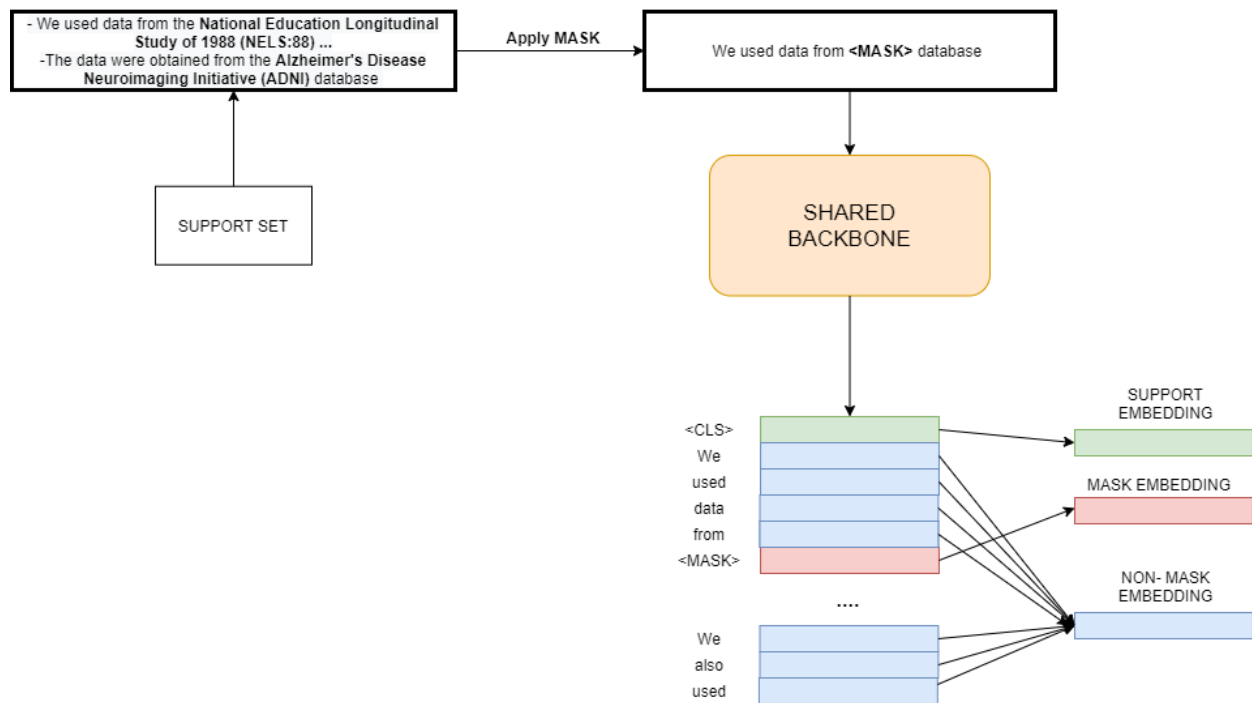 - We used data from the National Education Longitudinal
Study of 1988 (NELS:88) ...
-The data were obtained from the Alzheimer's Disease
Neuroimaging Initiative (ADNI) database
Apply MASK
We used data from <MASK> database
SUPPORT SET
SHARED
BACKBONE
<CLS>
We
used
data
from
<MASK>
....
We
also
used
SUPPORT
EMBEDDING
MASK EMBEDDING
NON- MASK
EMBEDDING